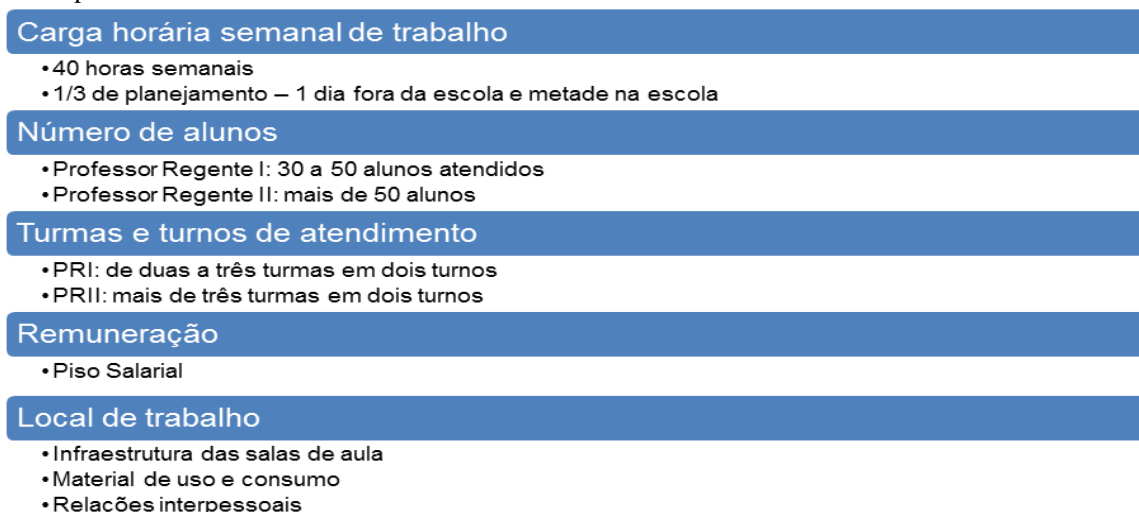 Carga horária semanal de trabalho
•40 horas semanais
•1/3 de planejamento – 1 dia fora da escola e metade na escola
Número de alunos
•Professor Regente I: 30 a 50 alunos atendidos
•Professor Regente II: mais de 50 alunos
Turmas e turnos de atendimento
•PRI: de duas a três turmas em dois turnos
•PRII: mais de três turmas em dois turnos
Remuneração
•Piso Salarial
Local de trabalho
•Infraestrutura das salas de aula
•Material de uso e consumo
•Relações interpessoais